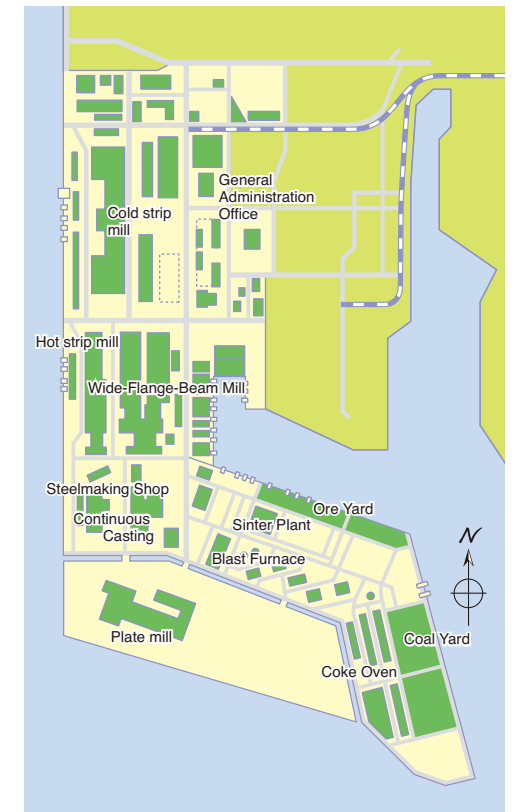 General
Administration
Office
Cold strip
mill
Hot strip mill
Wide-Flange-Beam Mill
Steelmaking Shop
Ore Yard
Continuous
Casting
Sinter Plant
N
Blast Furnace
Plate mill
Coal Yard
Coke Oven